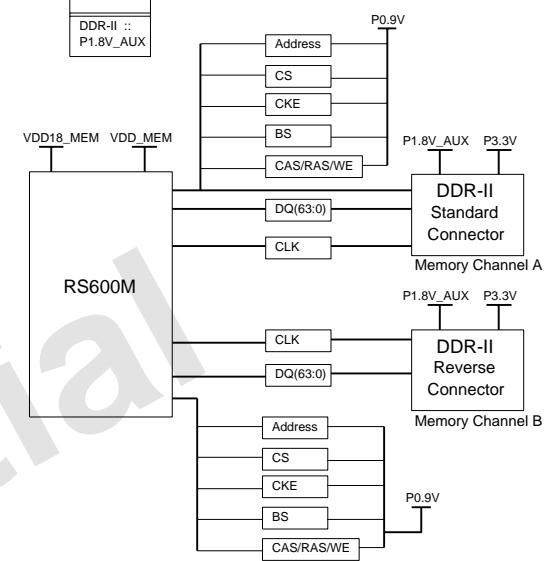 DDR-II ::
P1.8V_AUX
P0.9V
Address
CS
CKE
BS
CAS/RAS/WE
VDD18_MEM VDD_MEM
P1.8V_AUX P3.3V
DDR-II
Standard
Connector
DQ(63:0)
CLK
Memory Channel A
RS600M
P1.8V_AUX P3.3V
CLK
DDR-II
Reverse
Connector
DQ(63:0)
Memory Channel B
Address
CS
CKE
P0.9V
BS
CAS/RAS/WE
tial